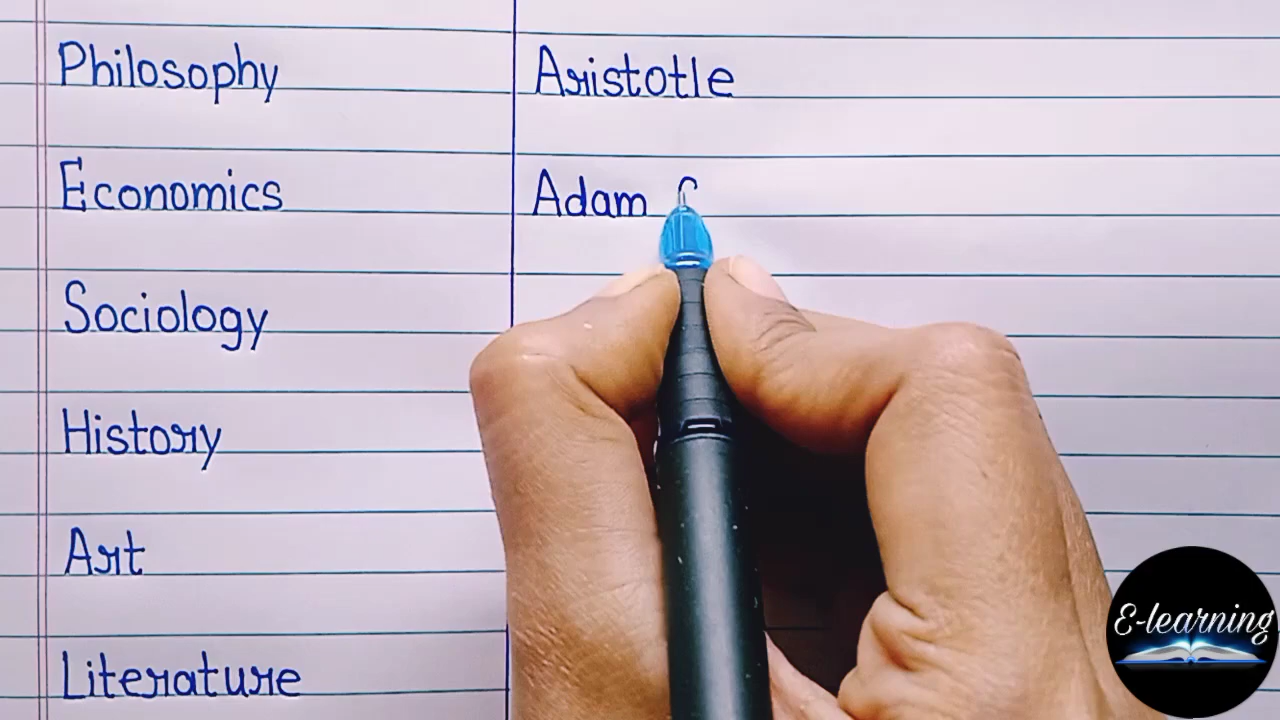 Philosophy Aristotle
Economics Adam
Sociology
History
Art
Literature
E-learning